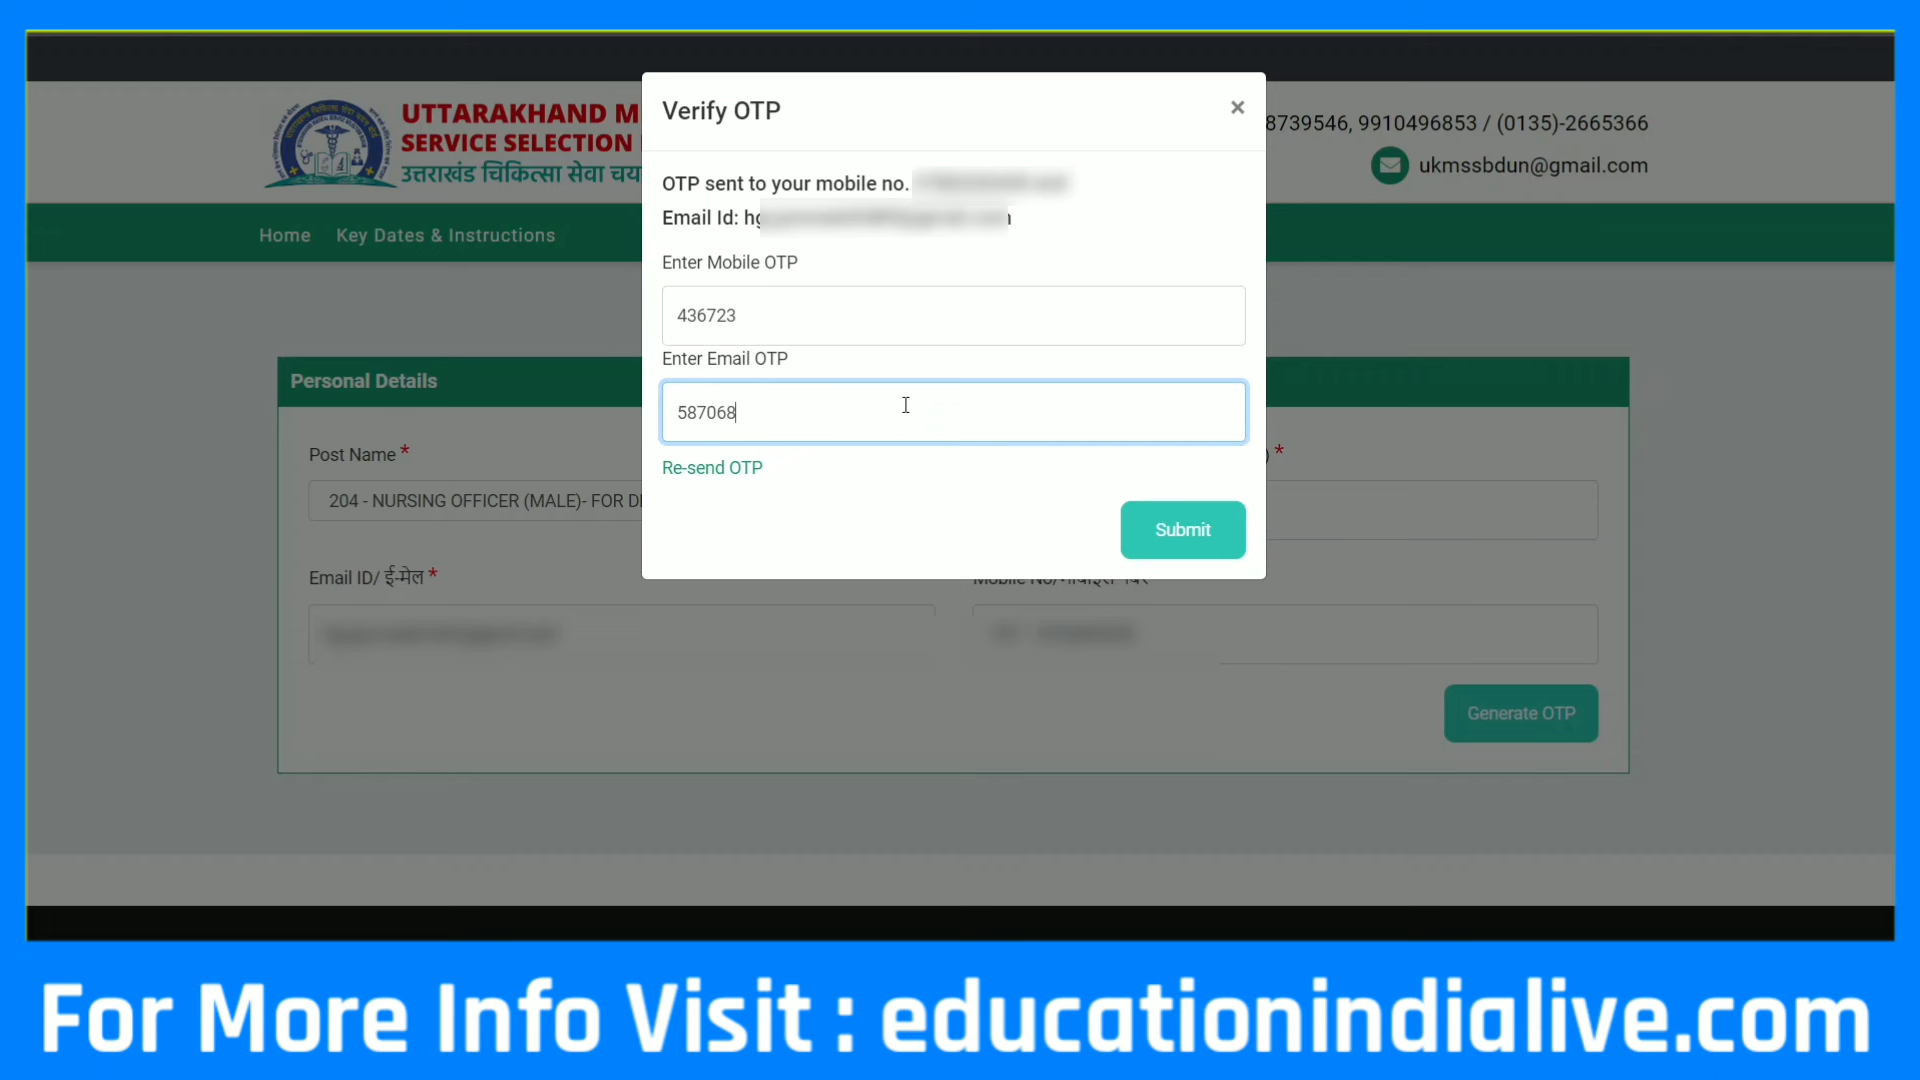 UTTARAKHAND M
SERVICE SELECTION
उत्तराखंड चिकित्सा सेवा चय
8739546, 9910496853 / (0135)-2665366
ukmssbdun@gmail.com
Home Key Dates & Instructions
Verify OTP ×
OTP sent to your mobile no.
Email Id: hg
Enter Mobile OTP
436723
Enter Email OTP
587068
Re-send OTP
Submit
Personal Details
Post Name *
) *
204 - NURSING OFFICER (MALE)- FOR DI
Email ID/ ई-मेल *
Mobile No/
Generate OTP
For More Info Visit : educationindialive.com